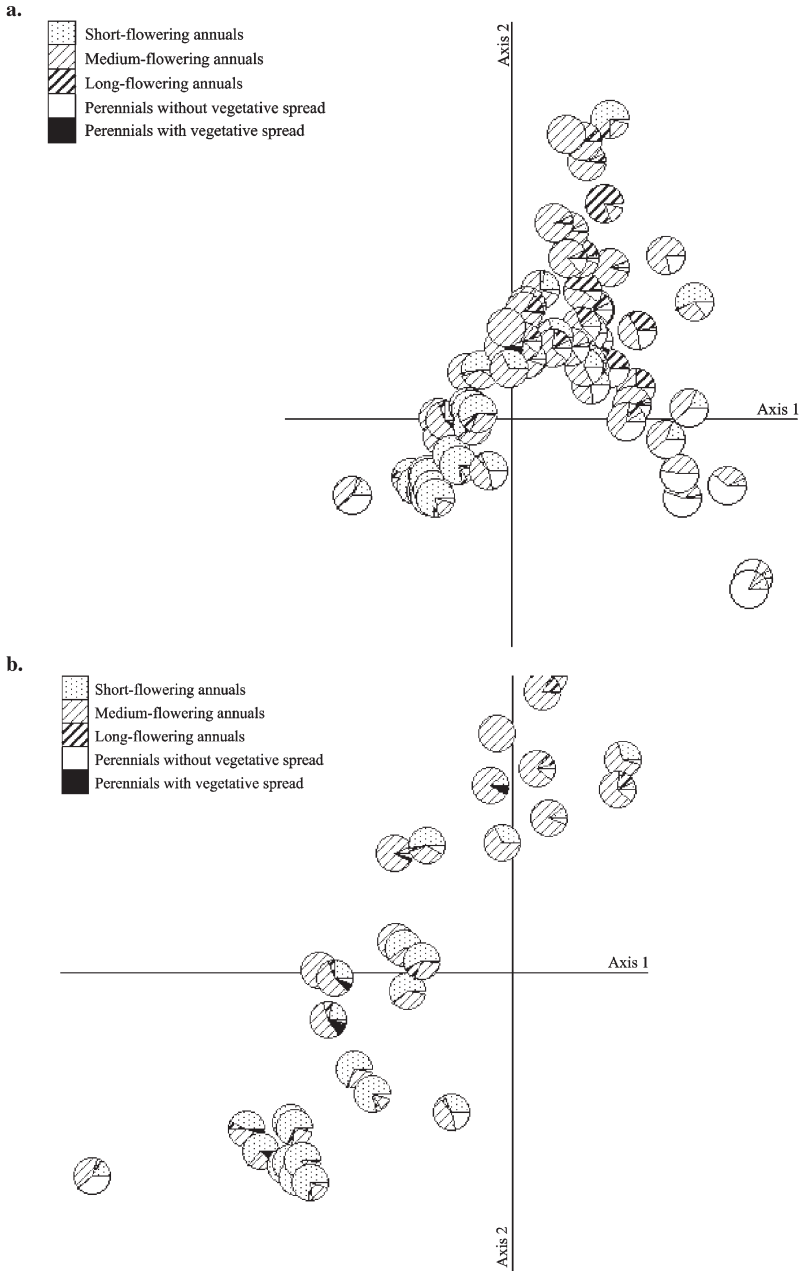 a.
Short-flowering annuals
Medium-flowering annuals
Long-flowering annuals
Perennials without vegetative spread
Perennials with vegetative spread
Axis 2
Axis 1
b.
Short-flowering annuals
Medium-flowering annuals
Long-flowering annuals
Perennials without vegetative spread
Perennials with vegetative spread
Axis 1
Axis 2